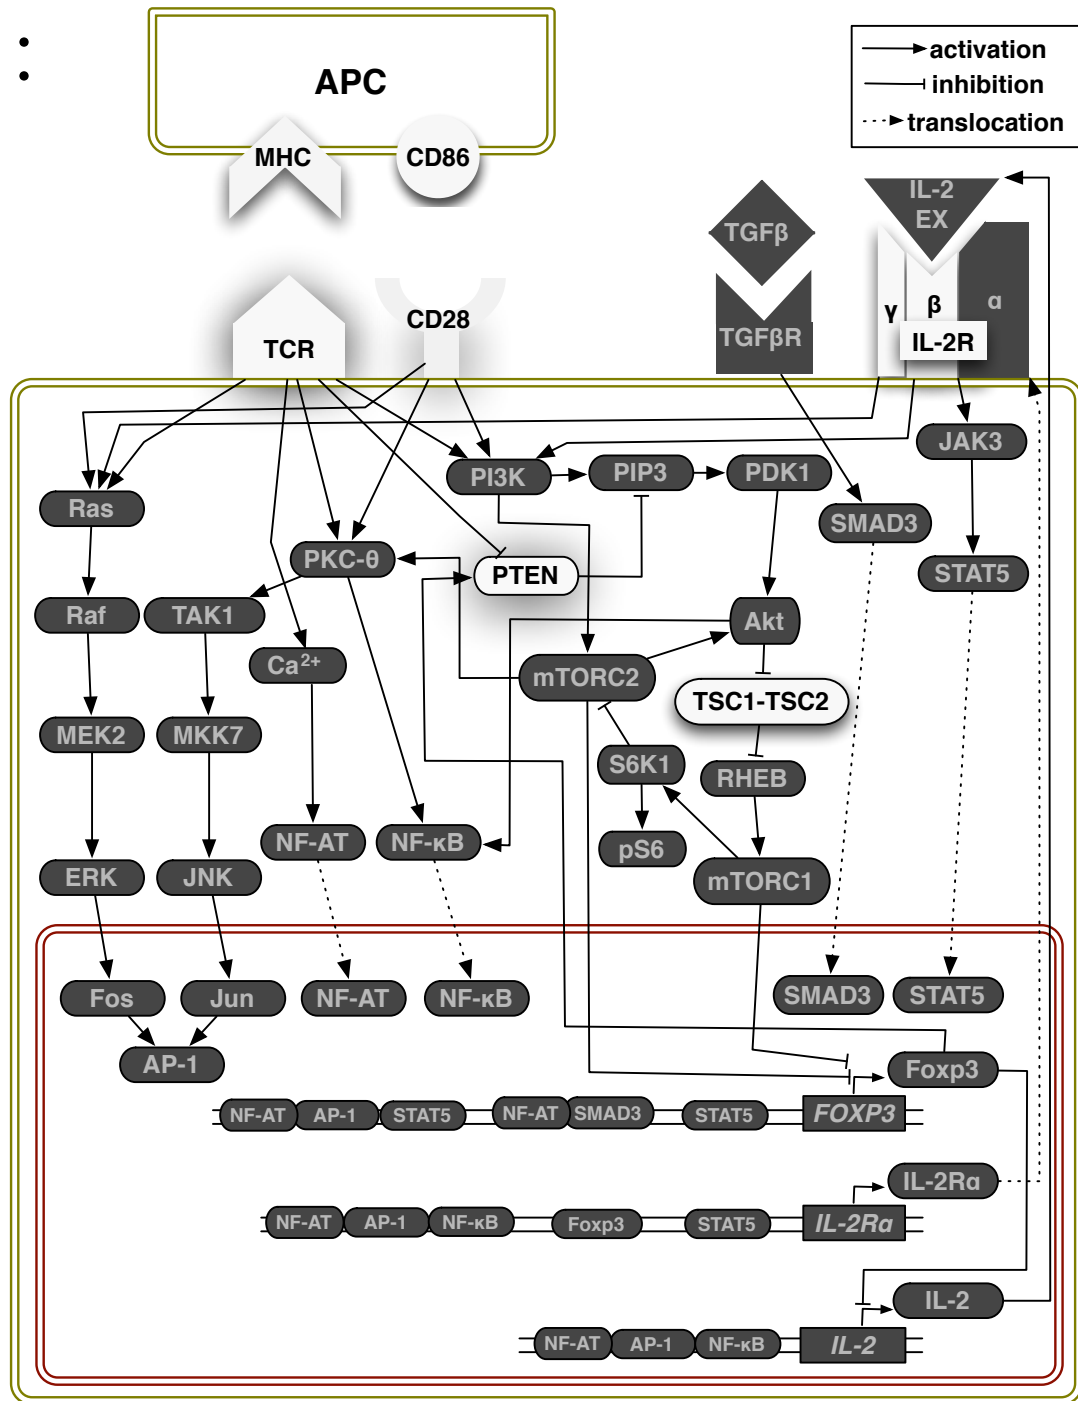 APC
MHC
CD86
activation
inhibition
translocation
IL-2
EX
TGFβ
TGFβR
γ
β
α
IL-2R
TCR
CD28
JAK3
PI3K
PIP3
PDK1
Ras
SMAD3
PKC-θ
PTEN
STAT5
Raf
TAK1
Akt
Ca2+
mTORC2
TSC1-TSC2
MEK2
MKK7
S6K1
RHEB
NF-AT
NF-κB
pS6
ERK
JNK
mTORC1
Fos
Jun
NF-AT
NF-κB
SMAD3
STAT5
AP-1
Foxp3
NF-AT
AP-1
STAT5
NF-AT
SMAD3
STAT5
FOXP3
IL-2Rα
NF-AT
AP-1
NF-κB
Foxp3
STAT5
IL-2Rα
IL-2
NF-AT
AP-1
NF-κB
IL-2